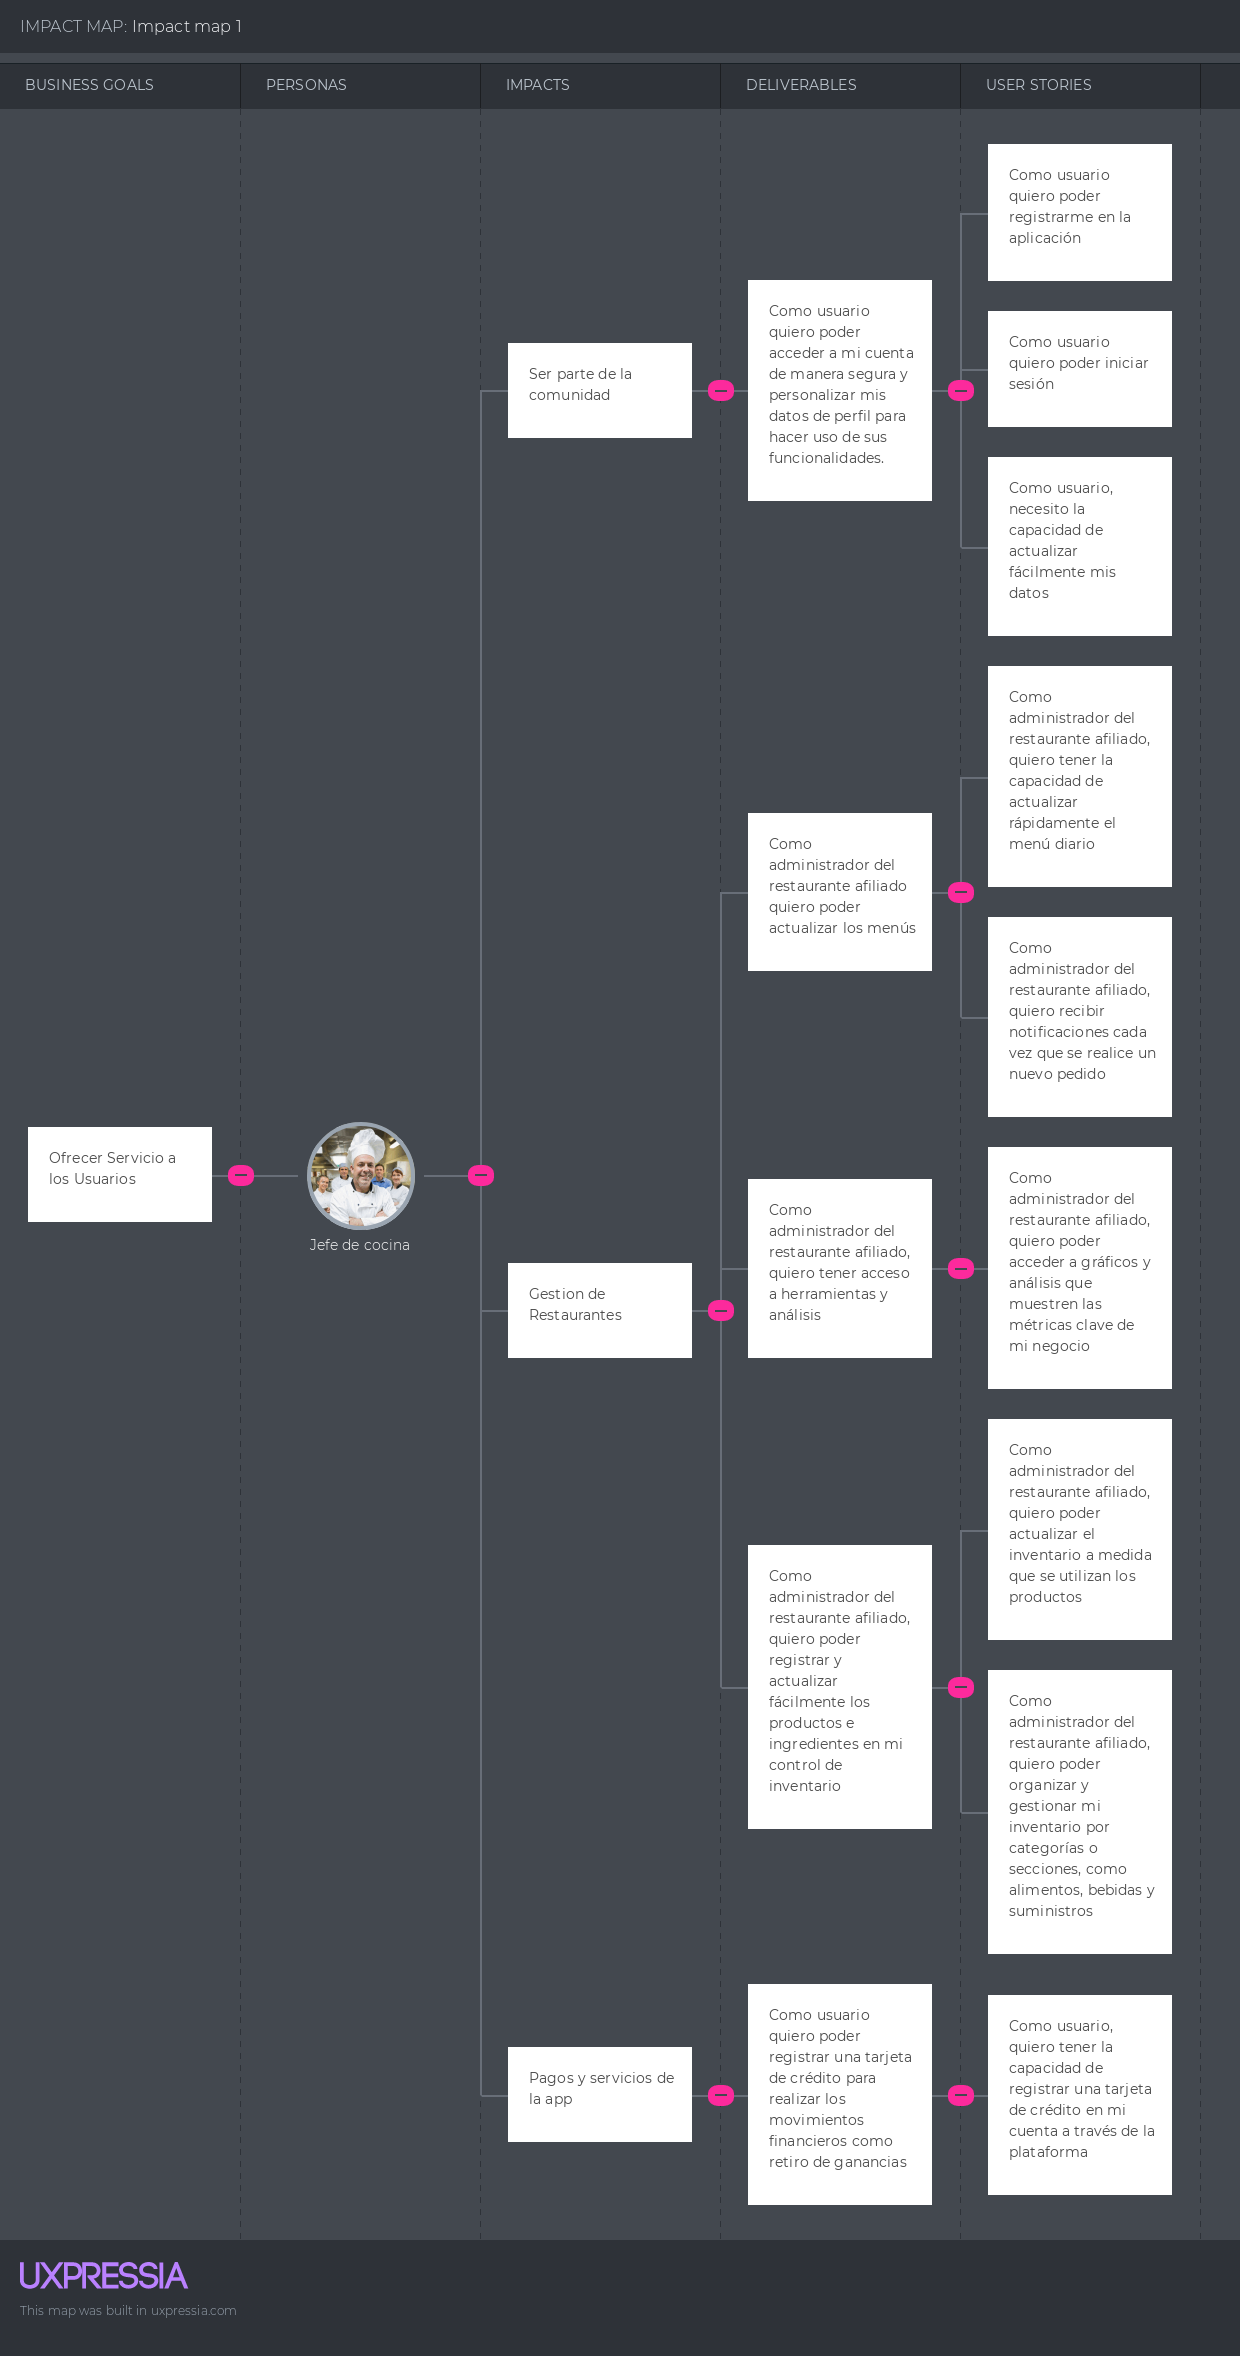 IMPACT MAP: Impact map 1
BUSINESS GOALS
PERSONAS
IMPACTS
DELIVERABLES
USER STORIES
Ofrecer Servicio a
los Usuarios
Jefe de cocina
Ser parte de la
comunidad
Como usuario
quiero poder
acceder a mi cuenta
de manera segura y
personalizar mis
datos de perfil para
hacer uso de sus
funcionalidades.
Como usuario
quiero poder
registrarme en la
aplicación
Como usuario
quiero poder iniciar
sesión
Como usuario,
necesito la
capacidad de
actualizar
fácilmente mis
datos
Gestion de
Restaurantes
Como
administrador del
restaurante afiliado
quiero poder
actualizar los menús
Como
administrador del
restaurante afiliado,
quiero tener la
capacidad de
actualizar
rápidamente el
menú diario
Como
administrador del
restaurante afiliado,
quiero recibir
notificaciones cada
vez que se realice un
nuevo pedido
Como
administrador del
restaurante afiliado,
quiero tener acceso
a herramientas y
análisis
Como
administrador del
restaurante afiliado,
quiero poder
acceder a gráficos y
análisis que
muestren las
métricas clave de
mi negocio
Como
administrador del
restaurante afiliado,
quiero poder
registrar y
actualizar
fácilmente los
productos e
ingredientes en mi
control de
inventario
Como
administrador del
restaurante afiliado,
quiero poder
actualizar el
inventario a medida
que se utilizan los
productos
Como
administrador del
restaurante afiliado,
quiero poder
organizar y
gestionar mi
inventario por
categorías o
secciones, como
alimentos, bebidas y
suministros
Pagos y servicios de
la app
Como usuario
quiero poder
registrar una tarjeta
de crédito para
realizar los
movimientos
financieros como
retiro de ganancias
Como usuario,
quiero tener la
capacidad de
registrar una tarjeta
de crédito en mi
cuenta a través de la
plataforma
UXPRESSIA
This map was built in uxpressia.com